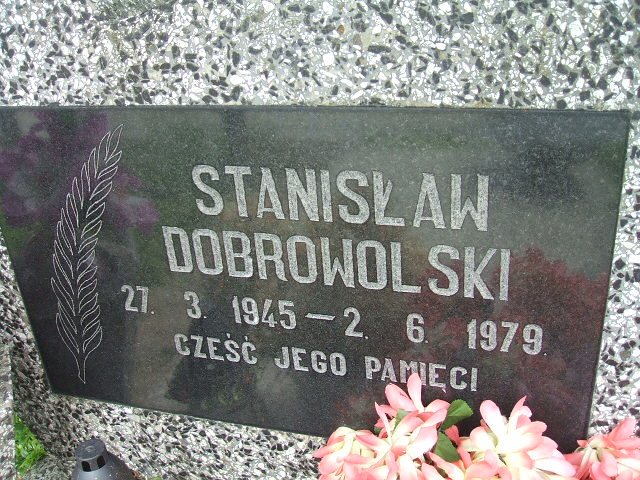 STANISŁAW
DOBROWOLSKI
27. 3. 1945 – 2. 6. 1979.
CZEŚĆ JEGO PAMIĘCI